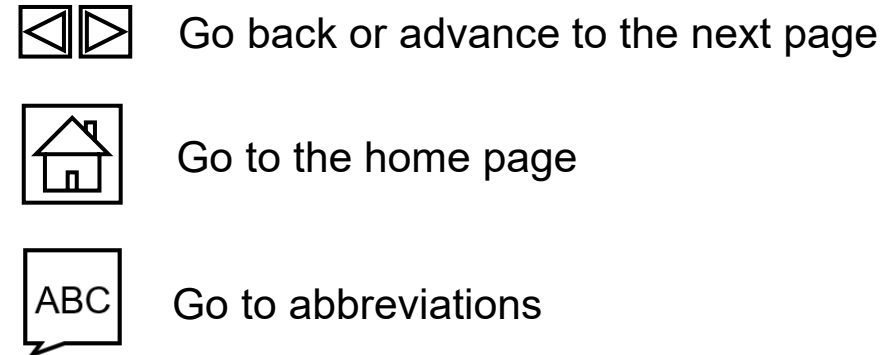 Go back or advance to the next page
Go to the home page
ABC Go to abbreviations